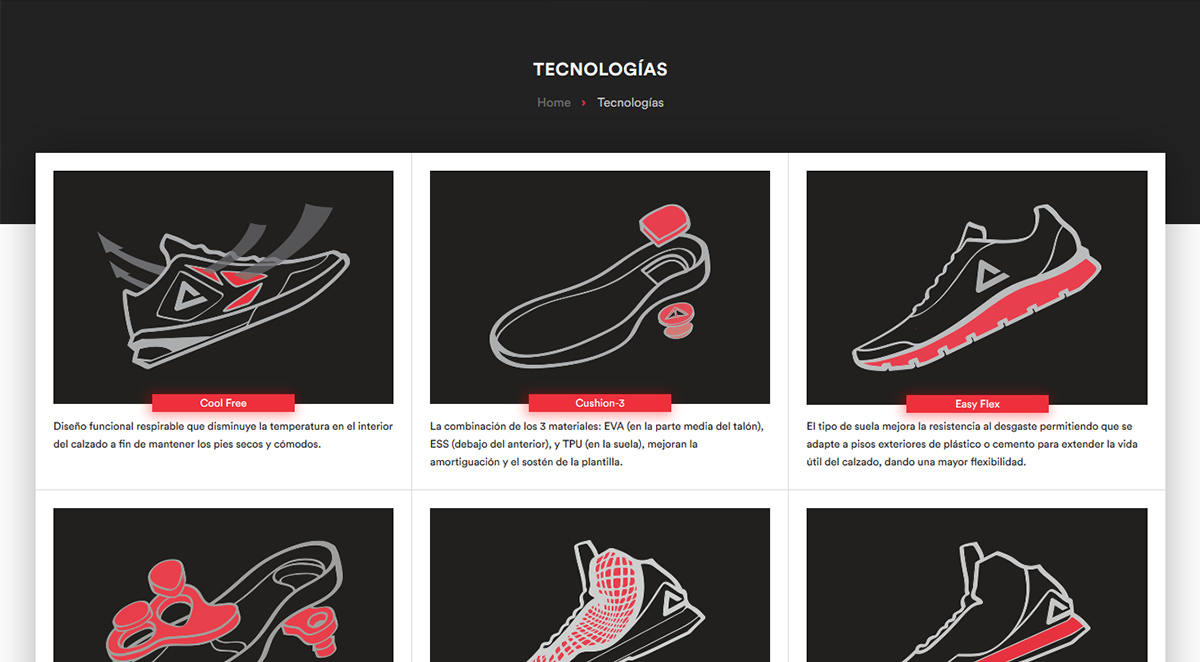 TECNOLOGÍAS
Home › Tecnologías
Cool Free
Diseño funcional respirable que disminuye la temperatura en el interior
del calzado a fin de mantener los pies secos y cómodos.
Cushion-3
La combinación de los 3 materiales: EVA (en la parte media del talón),
ESS (debajo del anterior), y TPU (en la suela), mejoran la
amortiguación y el sostén de la plantilla.
Easy Flex
El tipo de suela mejora la resistencia al desgaste permitiendo que se
adapte a pisos exteriores de plástico o cemento para extender la vida
útil del calzado, dando una mayor flexibilidad.